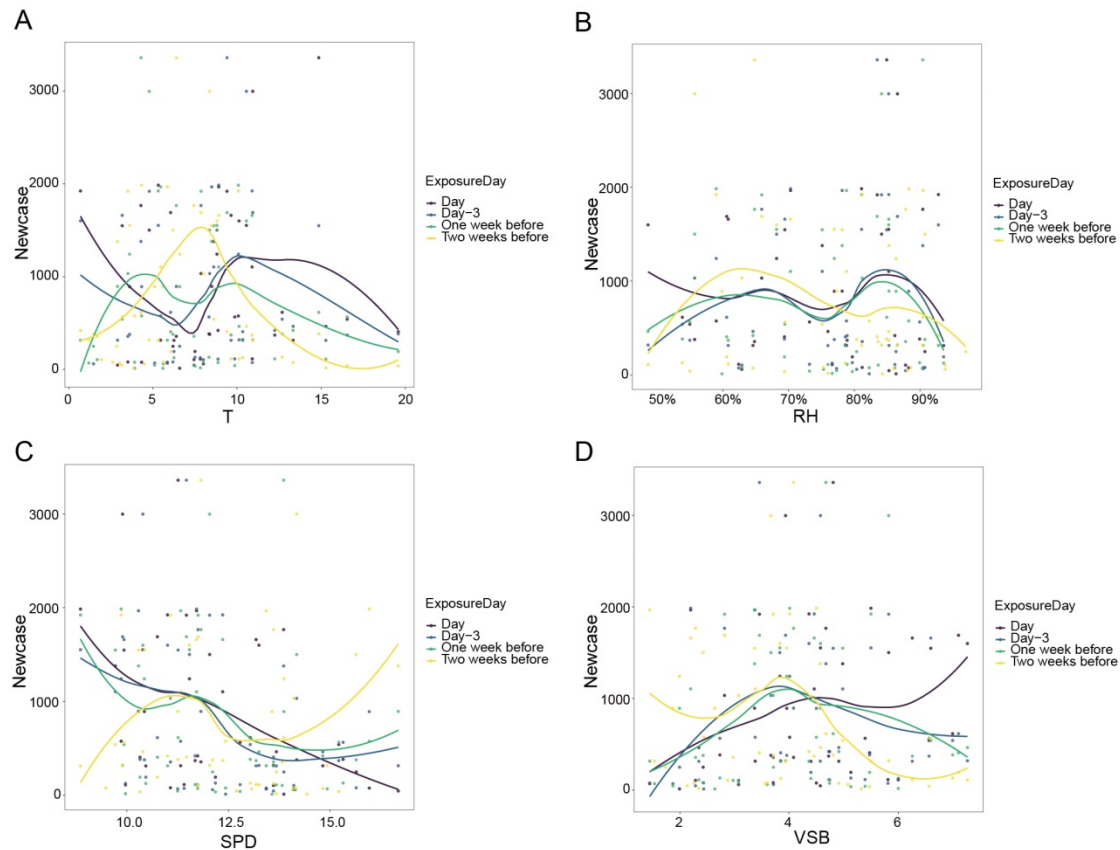 A
3000
2000
1000
0
Newcase
0 5 10 15 20
T
ExposureDay
Day
Day-3
One week before
Two weeks before
B
3000
2000
1000
0
Newcase
50% 60% 70% 80% 90%
RH
ExposureDay
Day
Day-3
One week before
Two weeks before
C
3000
2000
1000
0
Newcase
10.0 12.5 15.0
SPD
ExposureDay
Day
Day-3
One week before
Two weeks before
D
3000
2000
1000
0
Newcase
2 4 6
VSB
ExposureDay
Day
Day-3
One week before
Two weeks before